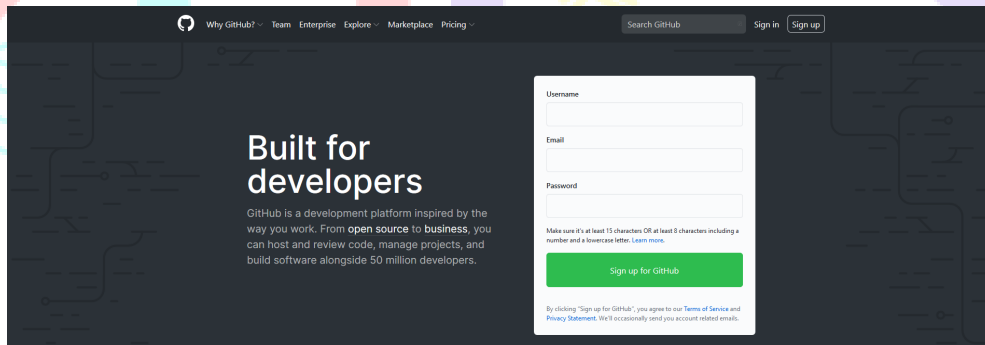 Why GitHub? Team Enterprise Explore Marketplace Pricing Search GitHub Sign in Sign up
Built for
developers
GitHub is a development platform inspired by the
way you work. From open source to business, you
can host and review code, manage projects, and
build software alongside 50 million developers.
Username
Email
Password
Make sure it's at least 15 characters OR at least 8 characters including a
number and a lowercase letter. Learn more.
Sign up for GitHub
By clicking "Sign up for GitHub", you agree to our Terms of Service and
Privacy Statement. We'll occasionally send you account related emails.